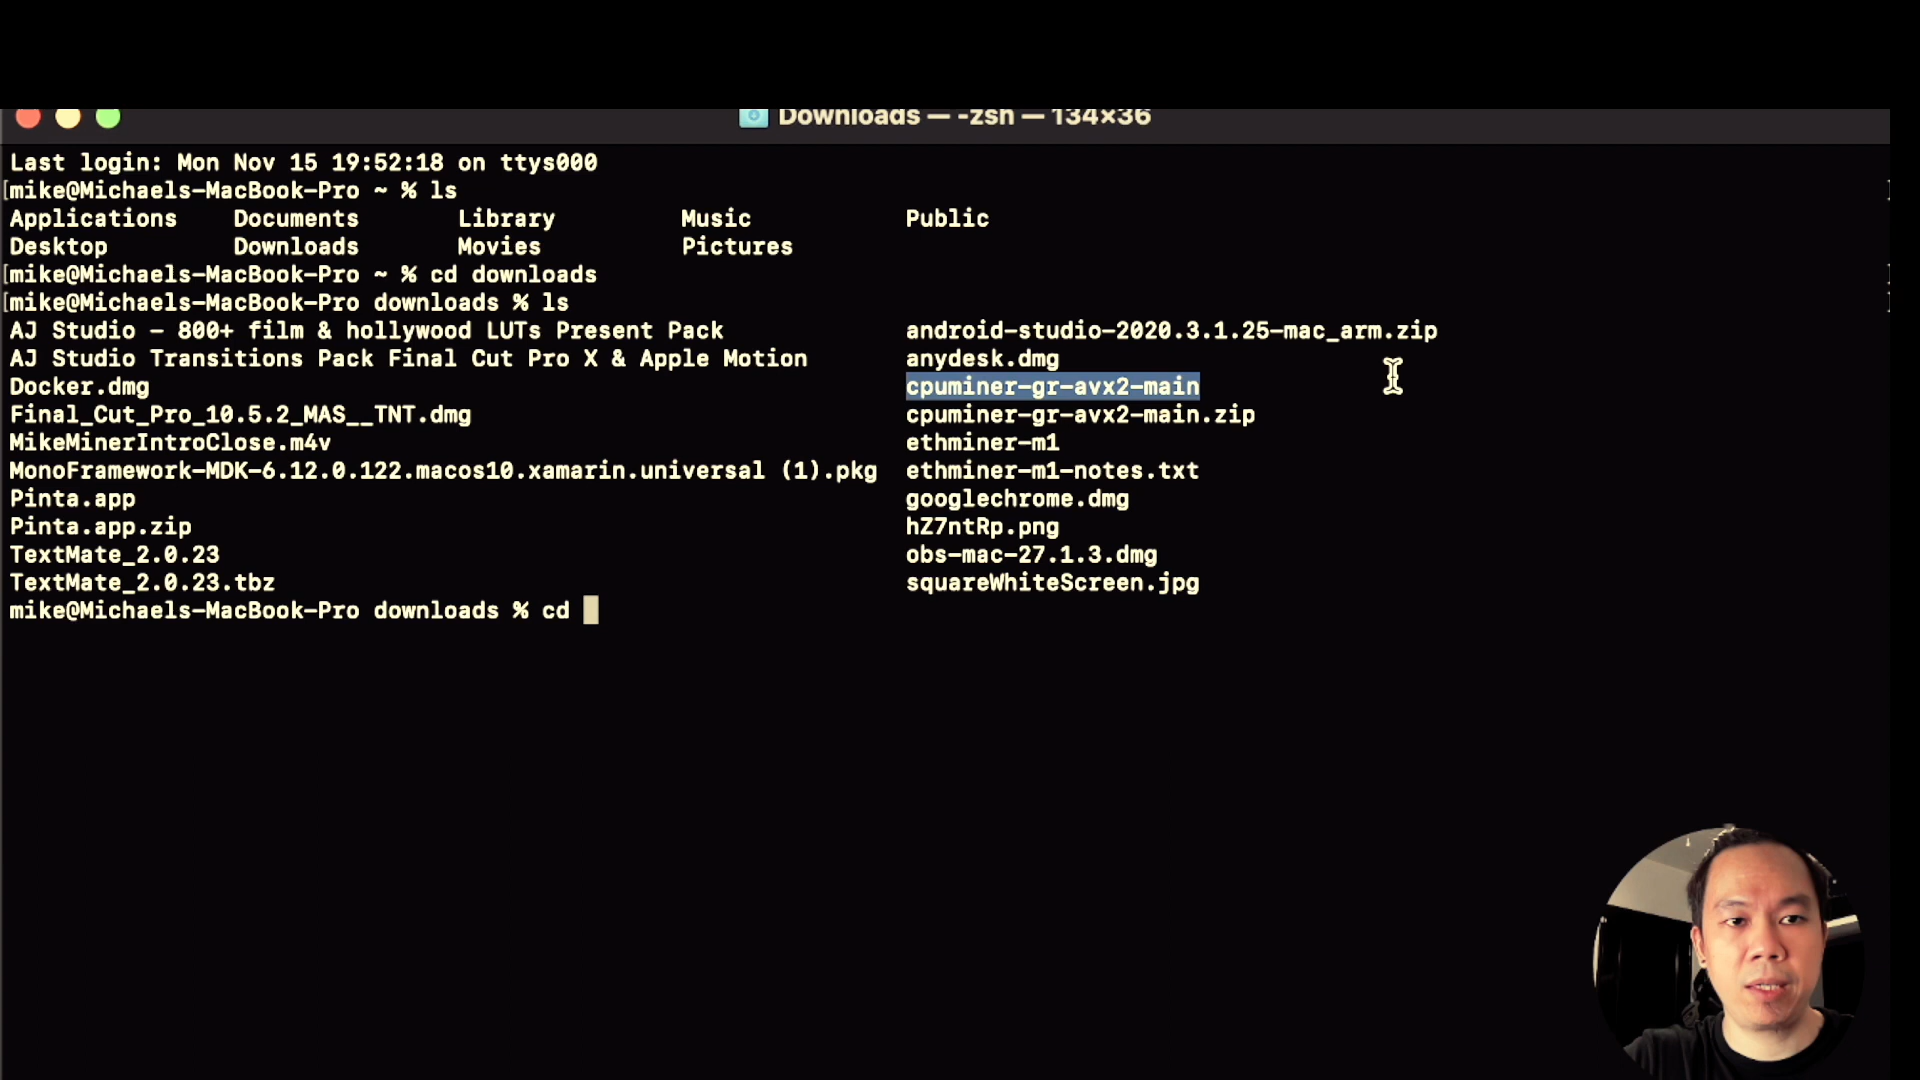 Downloads — -zsh — 134×36
Last login: Mon Nov 15 19:52:18 on ttys000
[mike@Michaels-MacBook-Pro ~ % ls ]
Applications Documents Library Music Public
Desktop Downloads Movies Pictures
[mike@Michaels-MacBook-Pro ~ % cd downloads ]
[mike@Michaels-MacBook-Pro downloads % ls ]
AJ Studio - 800+ film & hollywood LUTs Present Pack android-studio-2020.3.1.25-mac_arm.zip
AJ Studio Transitions Pack Final Cut Pro X & Apple Motion anydesk.dmg
Docker.dmg cpuminer-gr-avx2-main
Final_Cut_Pro_10.5.2_MAS__TNT.dmg cpuminer-gr-avx2-main.zip
MikeMinerIntroClose.m4v ethminer-m1
MonoFramework-MDK-6.12.0.122.macos10.xamarin.universal (1).pkg ethminer-m1-notes.txt
Pinta.app googlechrome.dmg
Pinta.app.zip hZ7ntRp.png
TextMate_2.0.23 obs-mac-27.1.3.dmg
TextMate_2.0.23.tbz squareWhiteScreen.jpg
mike@Michaels-MacBook-Pro downloads % cd